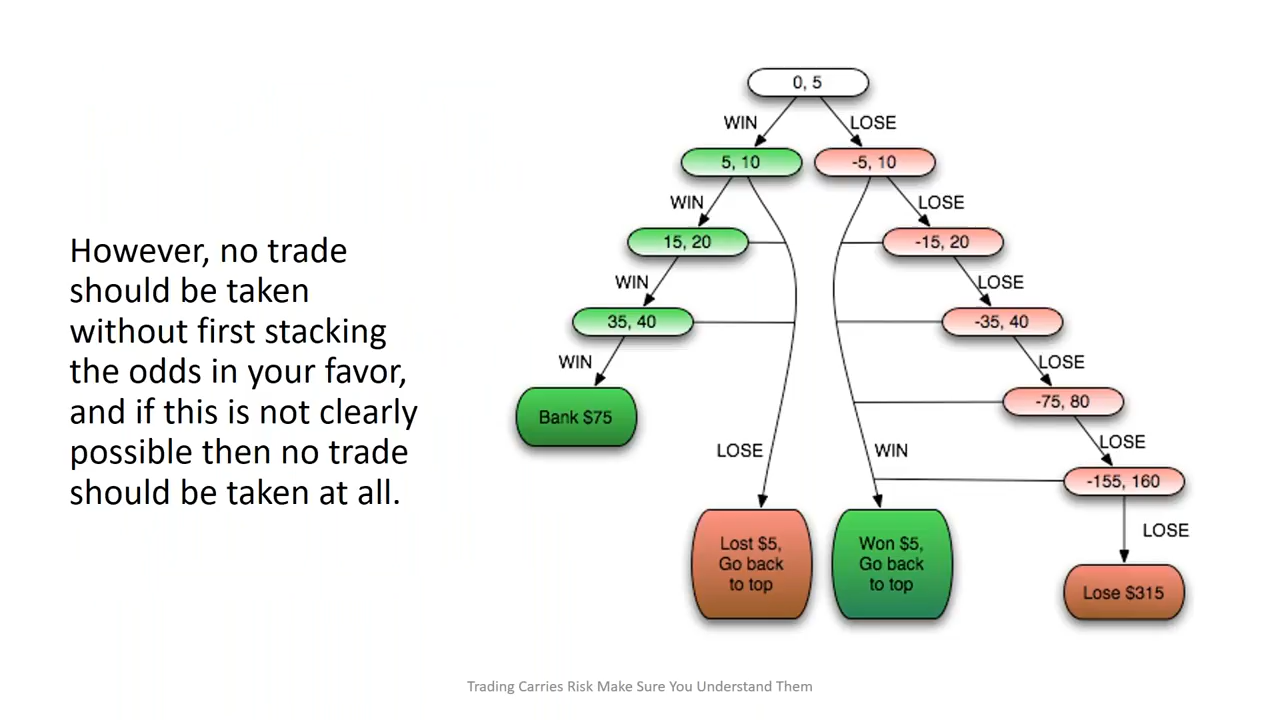 However, no trade
should be taken
without first stacking
the odds in your favor,
and if this is not clearly
possible then no trade
should be taken at all.
0, 5
WIN
LOSE
5, 10
-5, 10
WIN
LOSE
15, 20
-15, 20
WIN
LOSE
35, 40
-35, 40
WIN
LOSE
Bank $75
-75, 80
LOSE
LOSE
WIN
-155, 160
LOSE
Lost $5,
Go back
to top
Won $5,
Go back
to top
Lose $315
Trading Carries Risk Make Sure You Understand Them